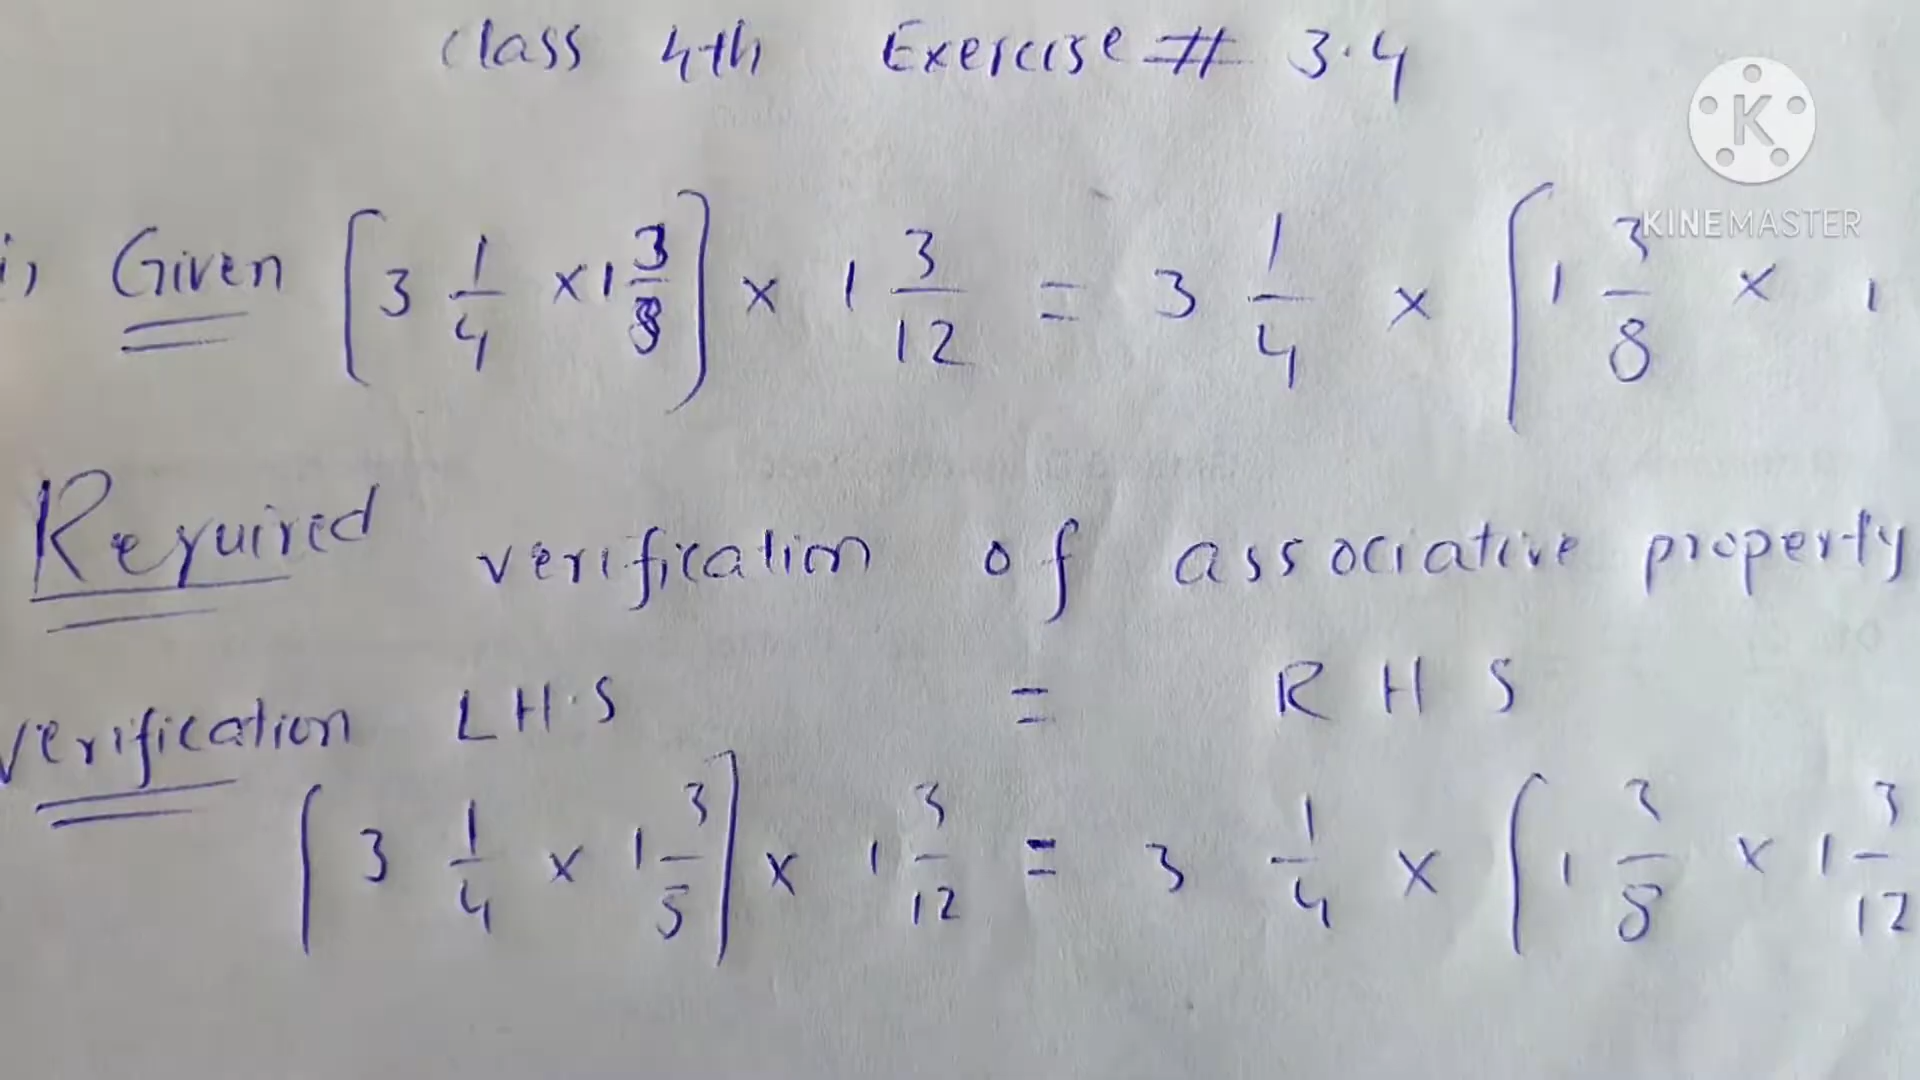 Class 4th Exercise # 3.4
K
KINEMASTER
i, Given [3 1/4 × 1 3/8] × 1 3/12 = 3 1/4 × [1 3/8 × 1
Required verification of associative property
verification L H.S = R H S
[3 1/4 × 1 3/5] × 1 3/12 = 3 1/4 × [1 3/8 × 1 3/12